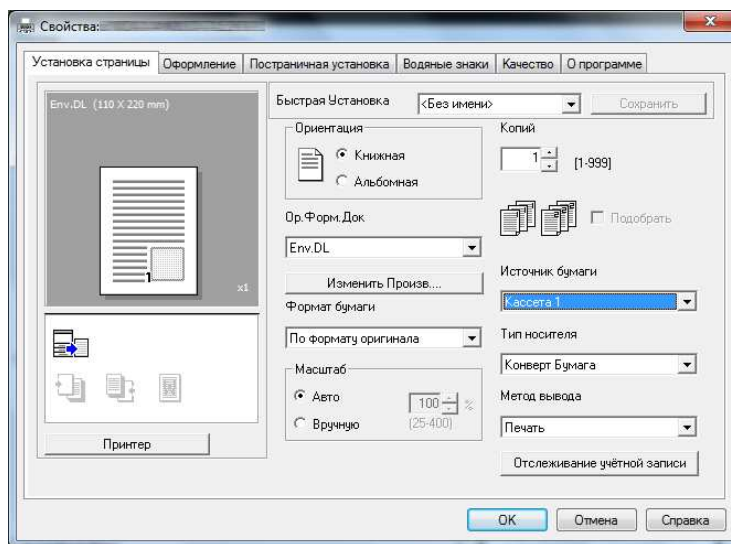 Свойства:
Установка страницы Оформление Постраничная установка Водяные знаки Качество О программе
Env.DL (110 X 220 mm)
1
x1
Принтер
Быстрая Установка <Без имени> Сохранить
Ориентация
Книжная
Альбомная
Ор.Форм.Док
Env.DL
Изменить Произв....
Формат бумаги
По формату оригинала
Масштаб
Авто
Вручную
100 %
(25-400)
Копий
1 [1-999]
Подобрать
Источник бумаги
Кассета 1
Тип носителя
Конверт Бумага
Метод вывода
Печать
Отслеживание учётной записи
OK Отмена Справка